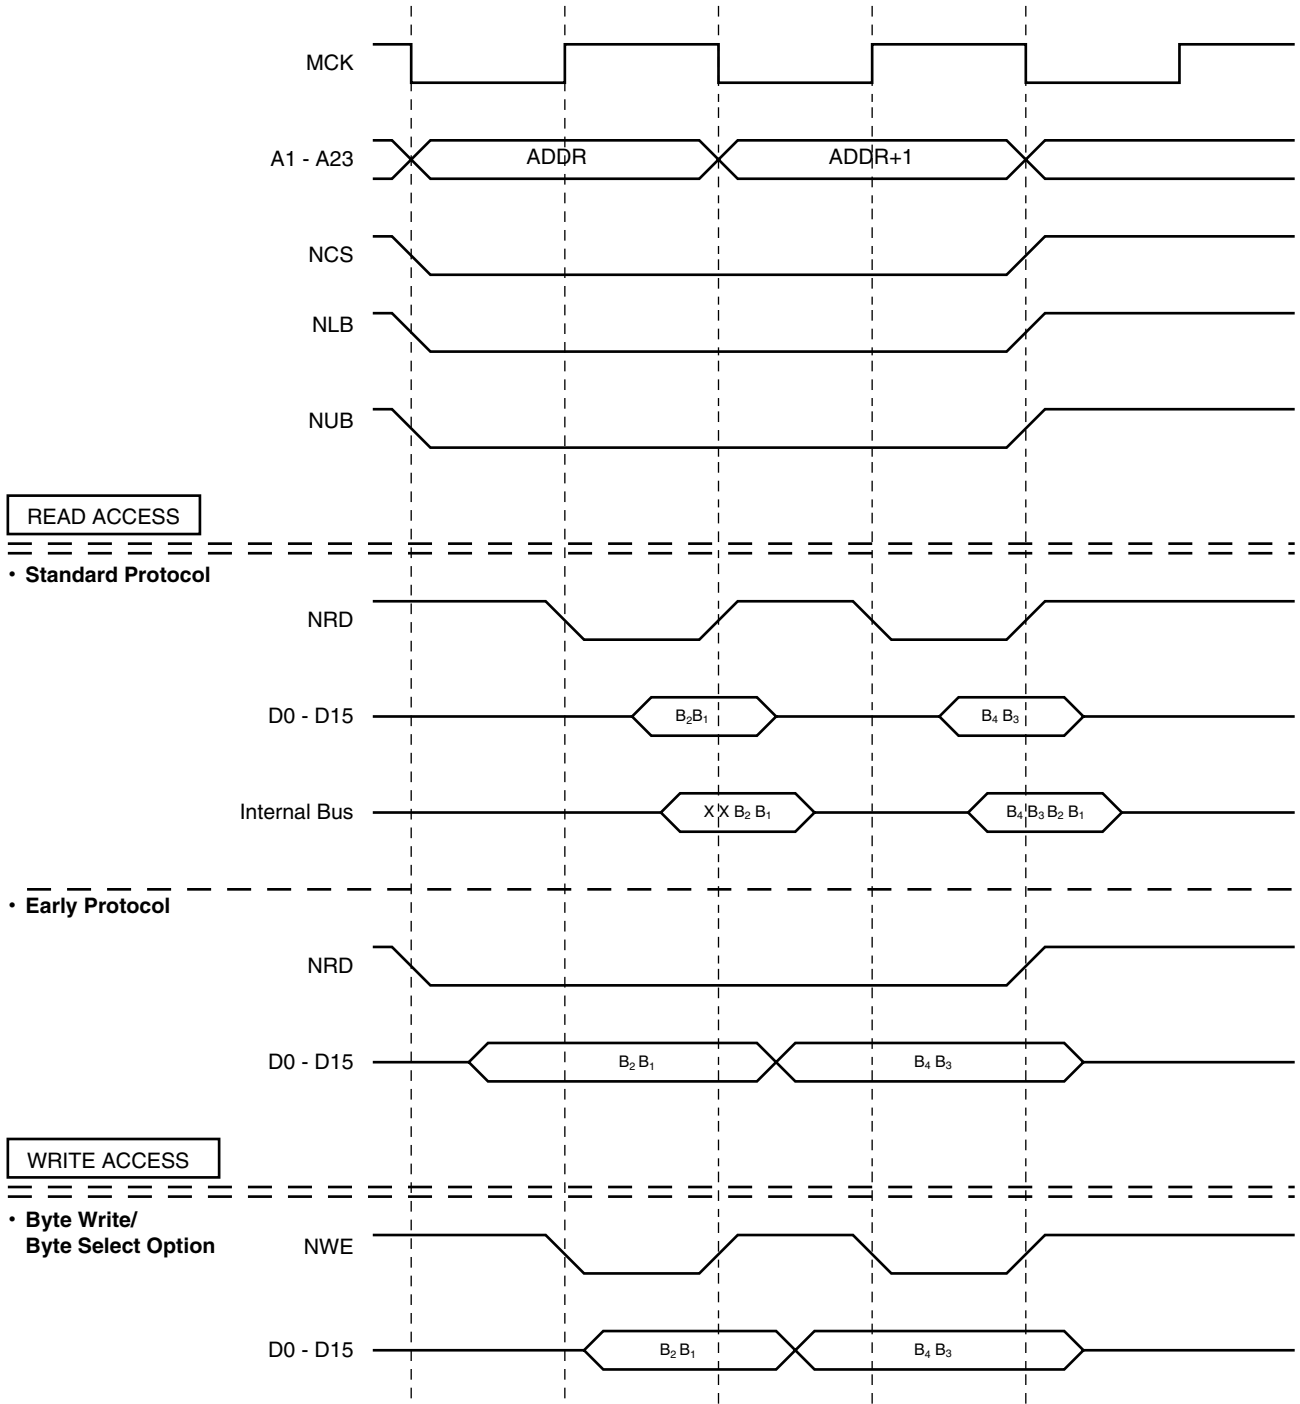 MCK
A1 - A23 ADDR ADDR+1
NCS
NLB
NUB
READ ACCESS
• Standard Protocol
NRD
D0 - D15 B₂B₁ B₄ B₃
Internal Bus X X B₂ B₁ B₄ B₃ B₂ B₁
• Early Protocol
NRD
D0 - D15 B₂ B₁ B₄ B₃
WRITE ACCESS
• Byte Write/
Byte Select Option NWE
D0 - D15 B₂ B₁ B₄ B₃